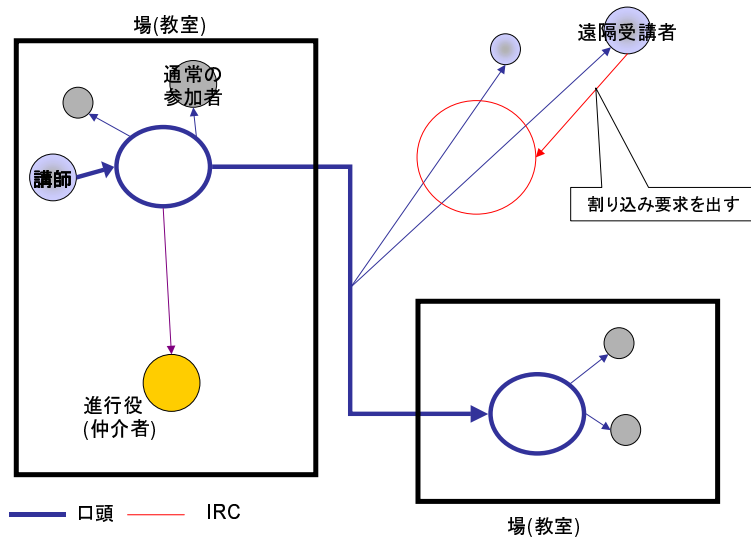 場(教室)
遠隔受講者
通常の
参加者
講師
割り込み要求を出す
進行役
(仲介者)
口頭
IRC
場(教室)